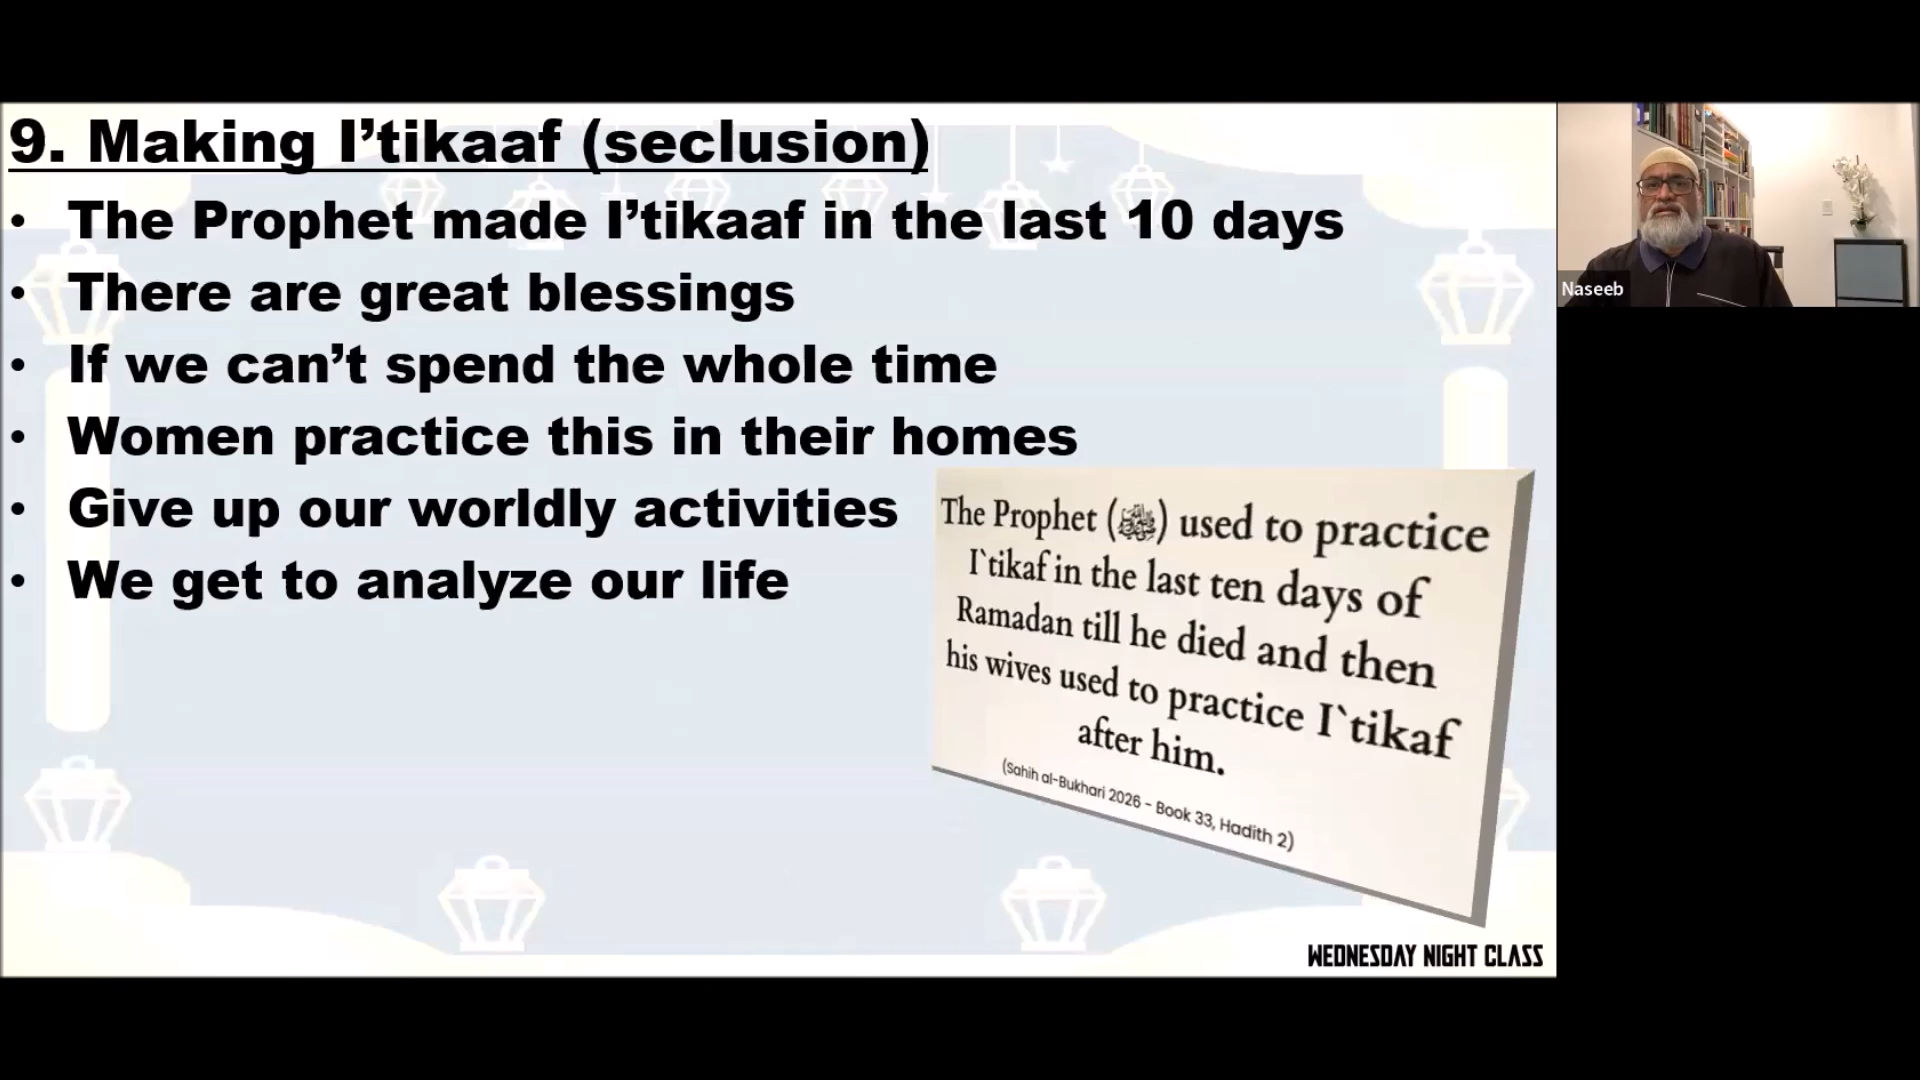 9. Making I’tikaaf (seclusion)
• The Prophet made I’tikaaf in the last 10 days
• There are great blessings
• If we can’t spend the whole time
• Women practice this in their homes
• Give up our worldly activities
• We get to analyze our life
The Prophet (ﷺ) used to practice
I`tikaf in the last ten days of
Ramadan till he died and then
his wives used to practice I`tikaf
after him.
(Sahih al-Bukhari 2026 - Book 33, Hadith 2)
WEDNESDAY NIGHT CLASS
Naseeb